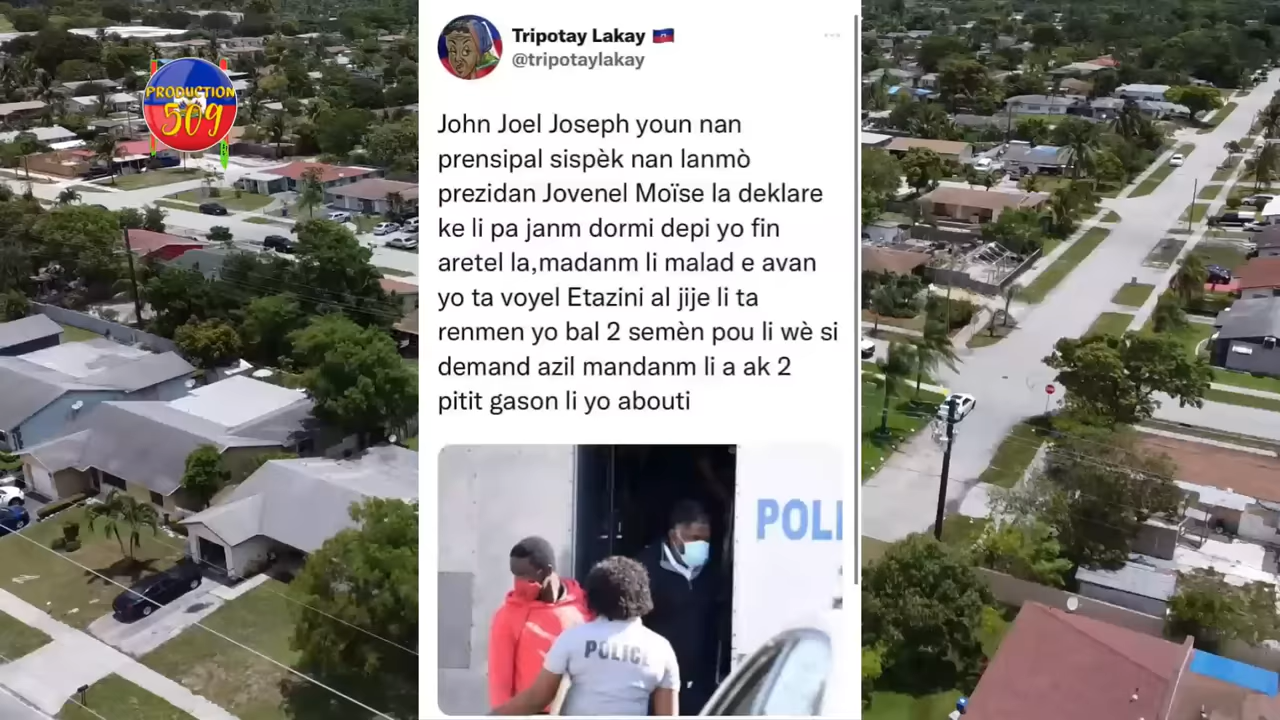 PRODUCTION
509
Tripotay Lakay 🇭🇹
@tripotaylakay
John Joel Joseph youn nan
prensipal sispèk nan lanmò
prezidan Jovenel Moïse la deklare
ke li pa janm dormi depi yo fin
aretel la,madanm li malad e avan
yo ta voyel Etazini al jije li ta
renmen yo bal 2 semèn pou li wè si
demand azil mandanm li a ak 2
pitit gason li yo abouti
POLI
POLICE